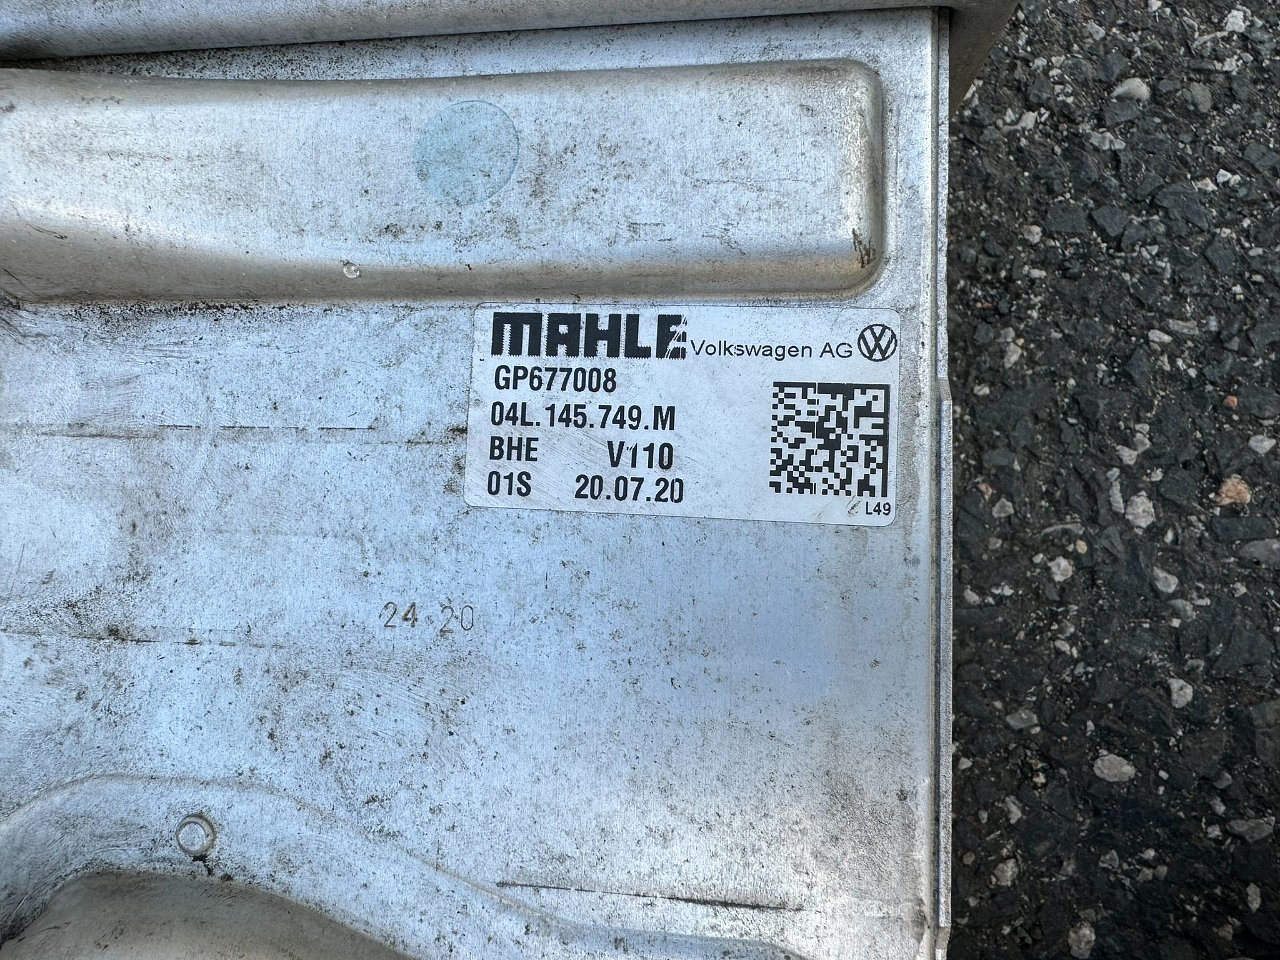 MAHLE Volkswagen AG
GP677008
04L.145.749.M
BHE V110
01S 20.07.20
L49
24 20